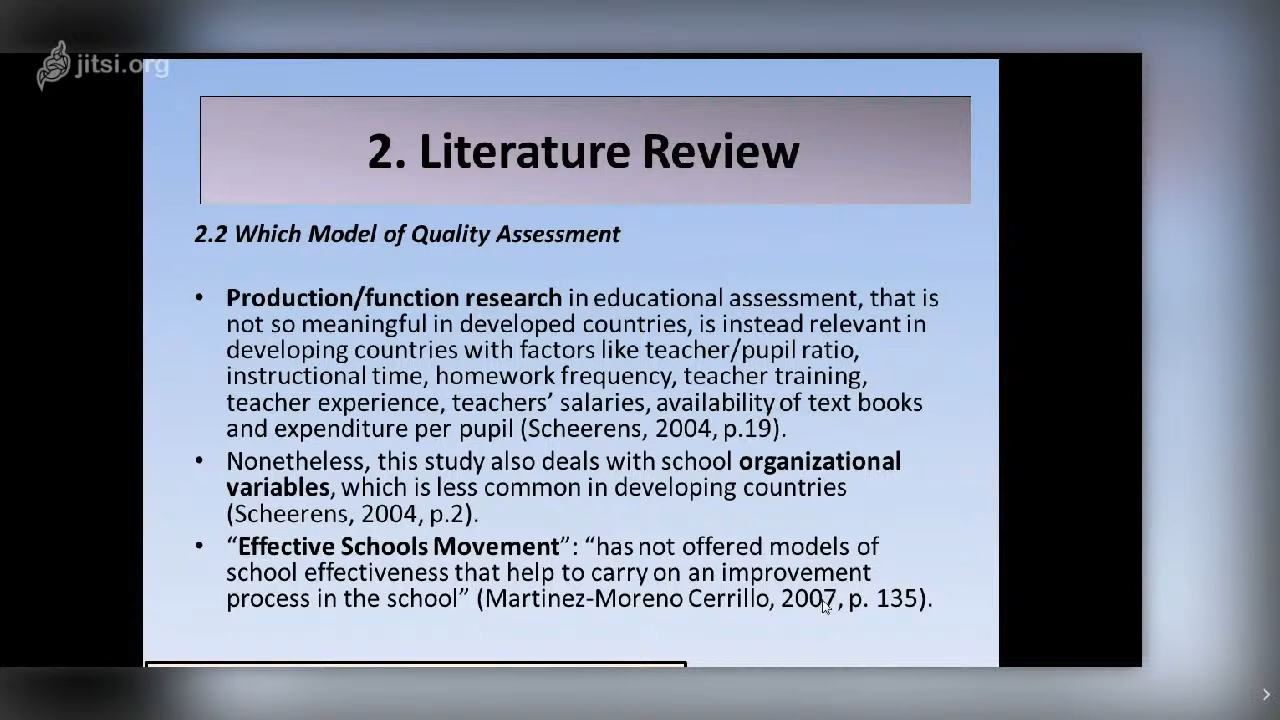 jitsi.org
2. Literature Review
2.2 Which Model of Quality Assessment
• Production/function research in educational assessment, that is
not so meaningful in developed countries, is instead relevant in
developing countries with factors like teacher/pupil ratio,
instructional time, homework frequency, teacher training,
teacher experience, teachers’ salaries, availability of text books
and expenditure per pupil (Scheerens, 2004, p.19).
• Nonetheless, this study also deals with school organizational
variables, which is less common in developing countries
(Scheerens, 2004, p.2).
• “Effective Schools Movement”: “has not offered models of
school effectiveness that help to carry on an improvement
process in the school” (Martinez-Moreno Cerrillo, 2007, p. 135).